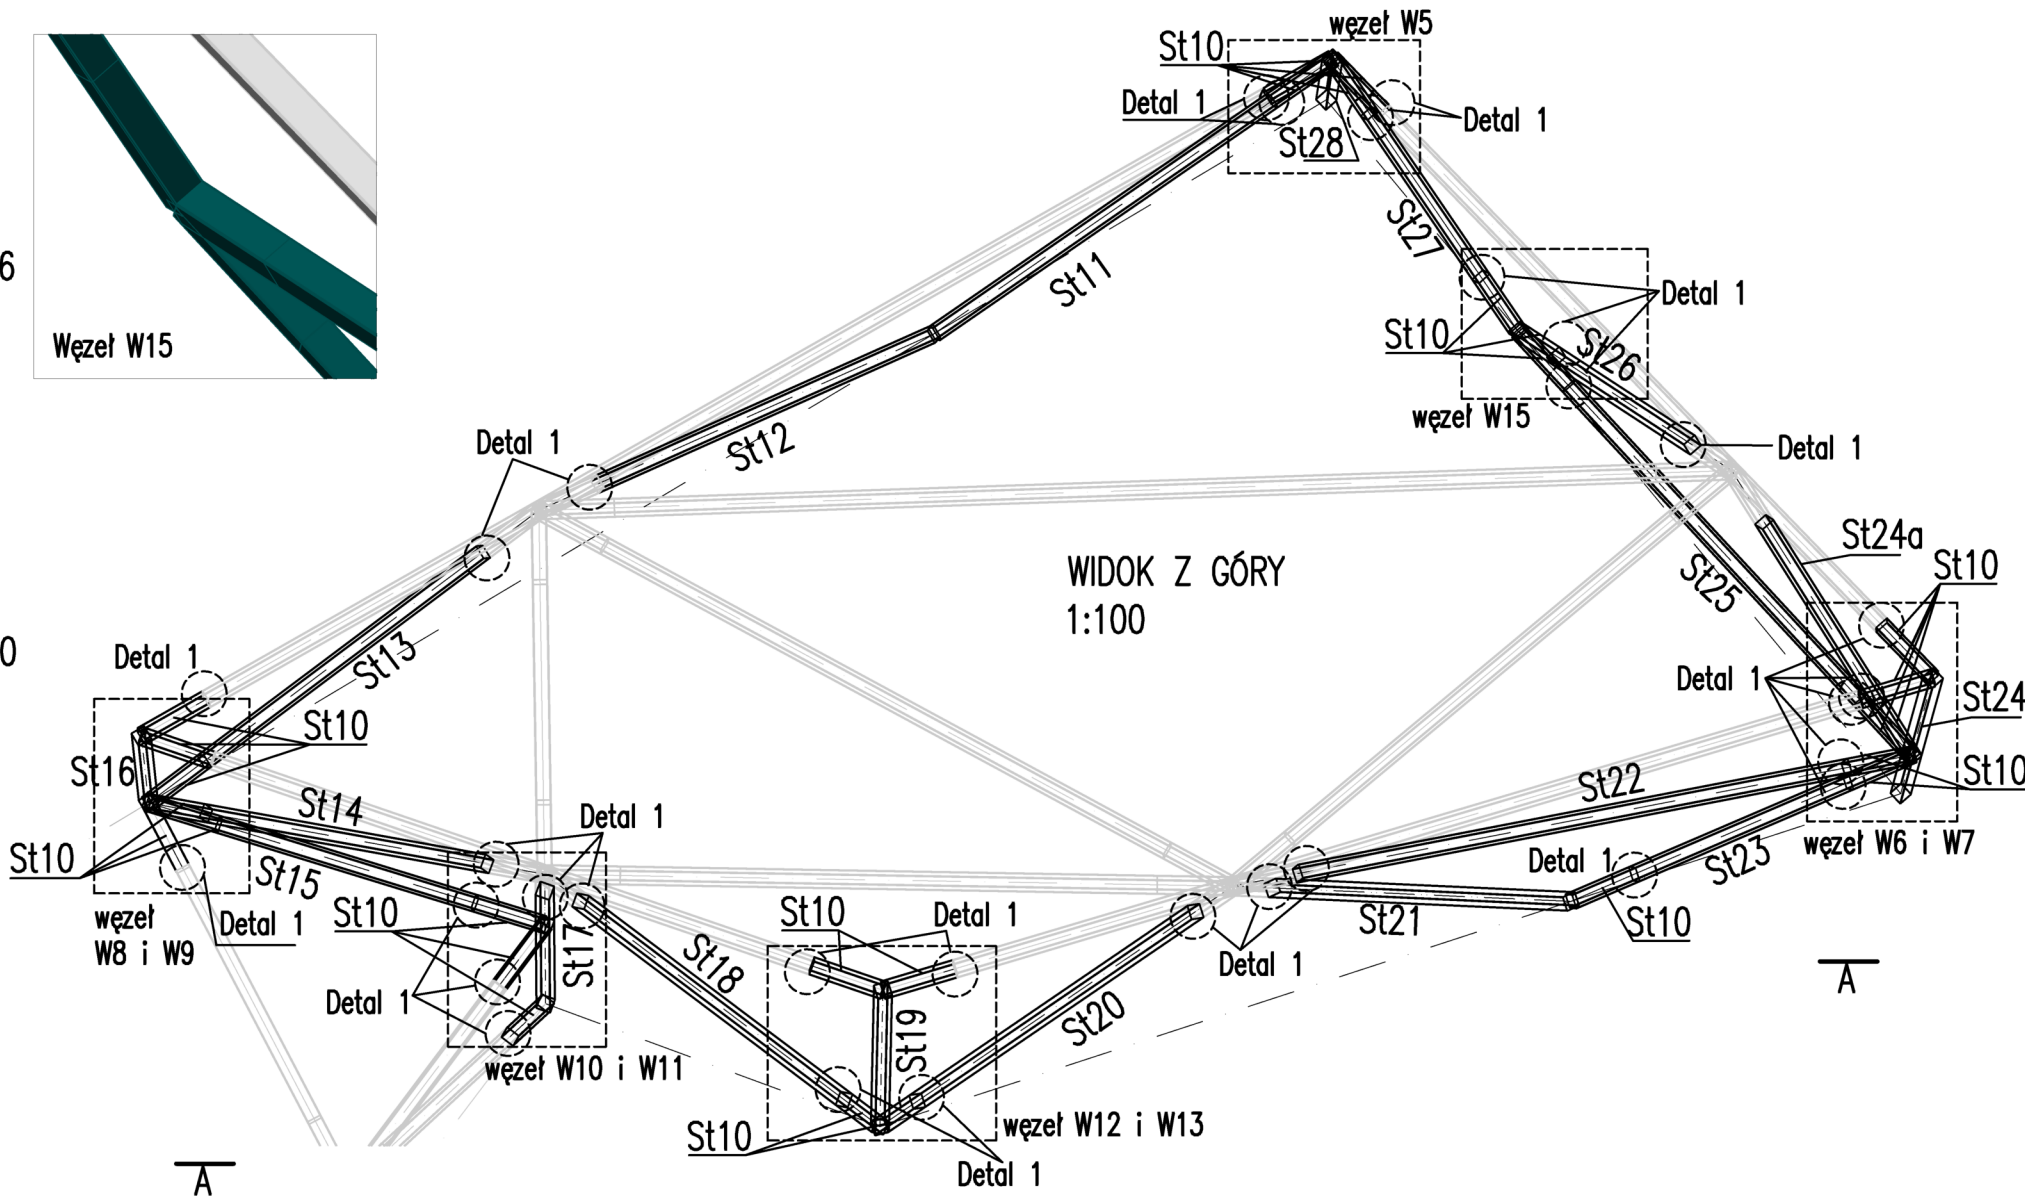 węzeł W5
St10
Detal 1
Detal 1
St28
St27
6
St11
Detal 1
St10
St26
Węzeł W15
węzeł W15
Detal 1
St12
Detal 1
St24a
WIDOK Z GÓRY
1:100
St10
St25
0
Detal 1
St13
Detal 1
St24
St10
St16
St10
St22
St14
Detal 1
węzeł W6 i W7
St10
St15
Detal 1
St23
węzeł
W8 i W9
Detal 1
St10
St17
St10
Detal 1
St21
St10
St18
Detal 1
A
Detal 1
St19
St20
węzeł W10 i W11
St10
węzeł W12 i W13
Detal 1
A